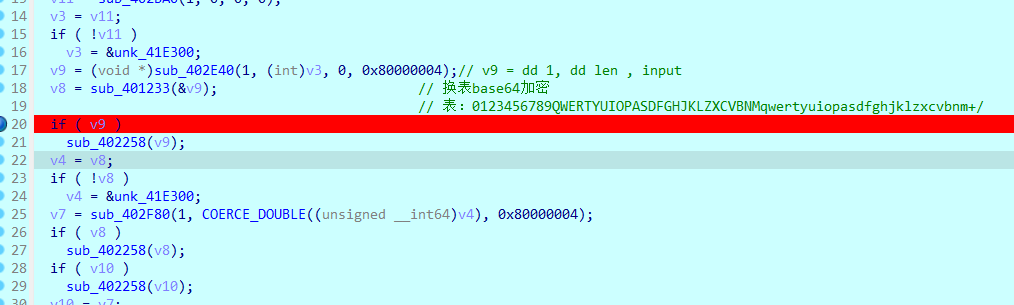 14 v3 = v11;
15 if ( !v11 )
16 v3 = &unk_41E300;
17 v9 = (void *)sub_402E40(1, (int)v3, 0, 0x80000004);// v9 = dd 1, dd len , input
18 v8 = sub_401233(&v9); // 换表base64加密
19 // 表：0123456789QWERTYUIOPASDFGHJKLZXCVBNMqwertyuiopasdfghjklzxcvbnm+/
20 if ( v9 )
21 sub_402258(v9);
22 v4 = v8;
23 if ( !v8 )
24 v4 = &unk_41E300;
25 v7 = sub_402F80(1, COERCE_DOUBLE((unsigned __int64)v4), 0x80000004);
26 if ( v8 )
27 sub_402258(v8);
28 if ( v10 )
29 sub_402258(v10);
30 v10 = v7;